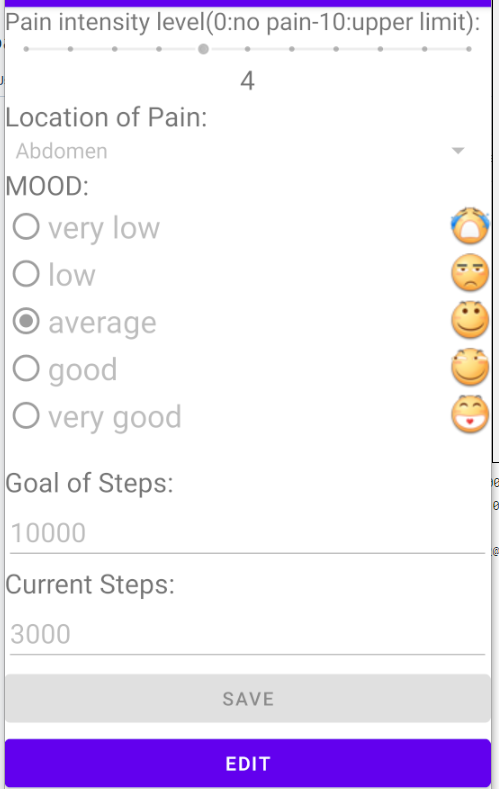 Pain intensity level(0:no pain-10:upper limit):
4
Location of Pain:
Abdomen
MOOD:
very low
low
average
good
very good
Goal of Steps:
10000
Current Steps:
3000
SAVE
EDIT